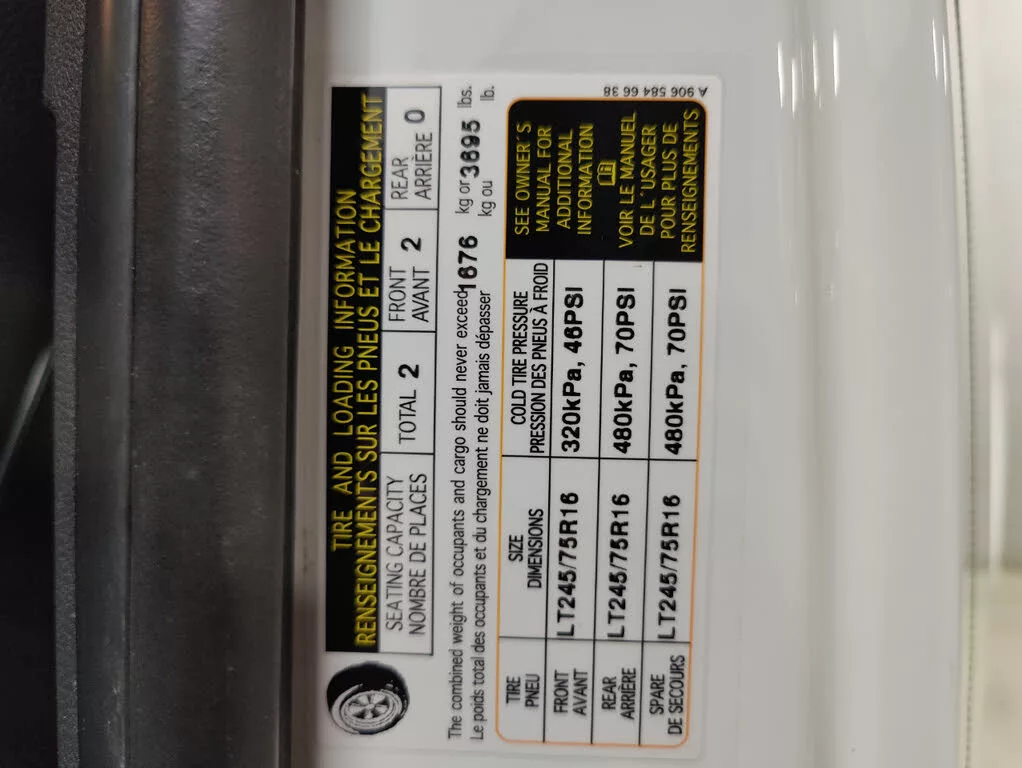 TIRE AND LOADING INFORMATION
RENSEIGNEMENTS SUR LES PNEUS ET LE CHARGEMENT
SEATING CAPACITY
NOMBRE DE PLACES
TOTAL 2
FRONT
AVANT 2
REAR
ARRIÈRE 0
The combined weight of occupants and cargo should never exceed 1676 kg or 3695 lbs.
Le poids total des occupants et du chargement ne doit jamais dépasser kg ou lb.
TIRE
PNEU
SIZE
DIMENSIONS
COLD TIRE PRESSURE
PRESSION DES PNEUS À FROID
FRONT
AVANT
LT245/75R16
320kPa, 46PSI
REAR
ARRIÈRE
LT245/75R16
480kPa, 70PSI
SPARE
DE SECOURS
LT245/75R16
480kPa, 70PSI
SEE OWNER'S
MANUAL FOR
ADDITIONAL
INFORMATION
VOIR LE MANUEL
DE L'USAGER
POUR PLUS DE
RENSEIGNEMENTS
A 906 584 66 38